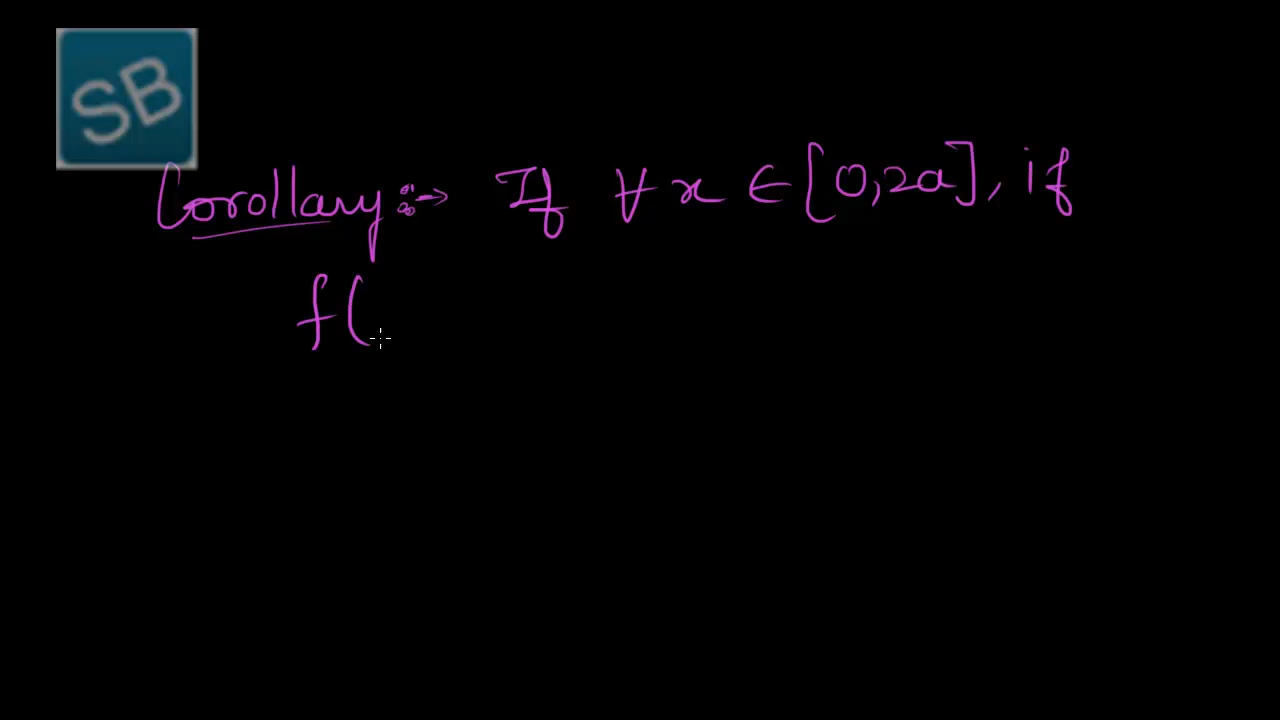 SB
Corollary :→ If ∀ x ∈ [0,2a], if
f(